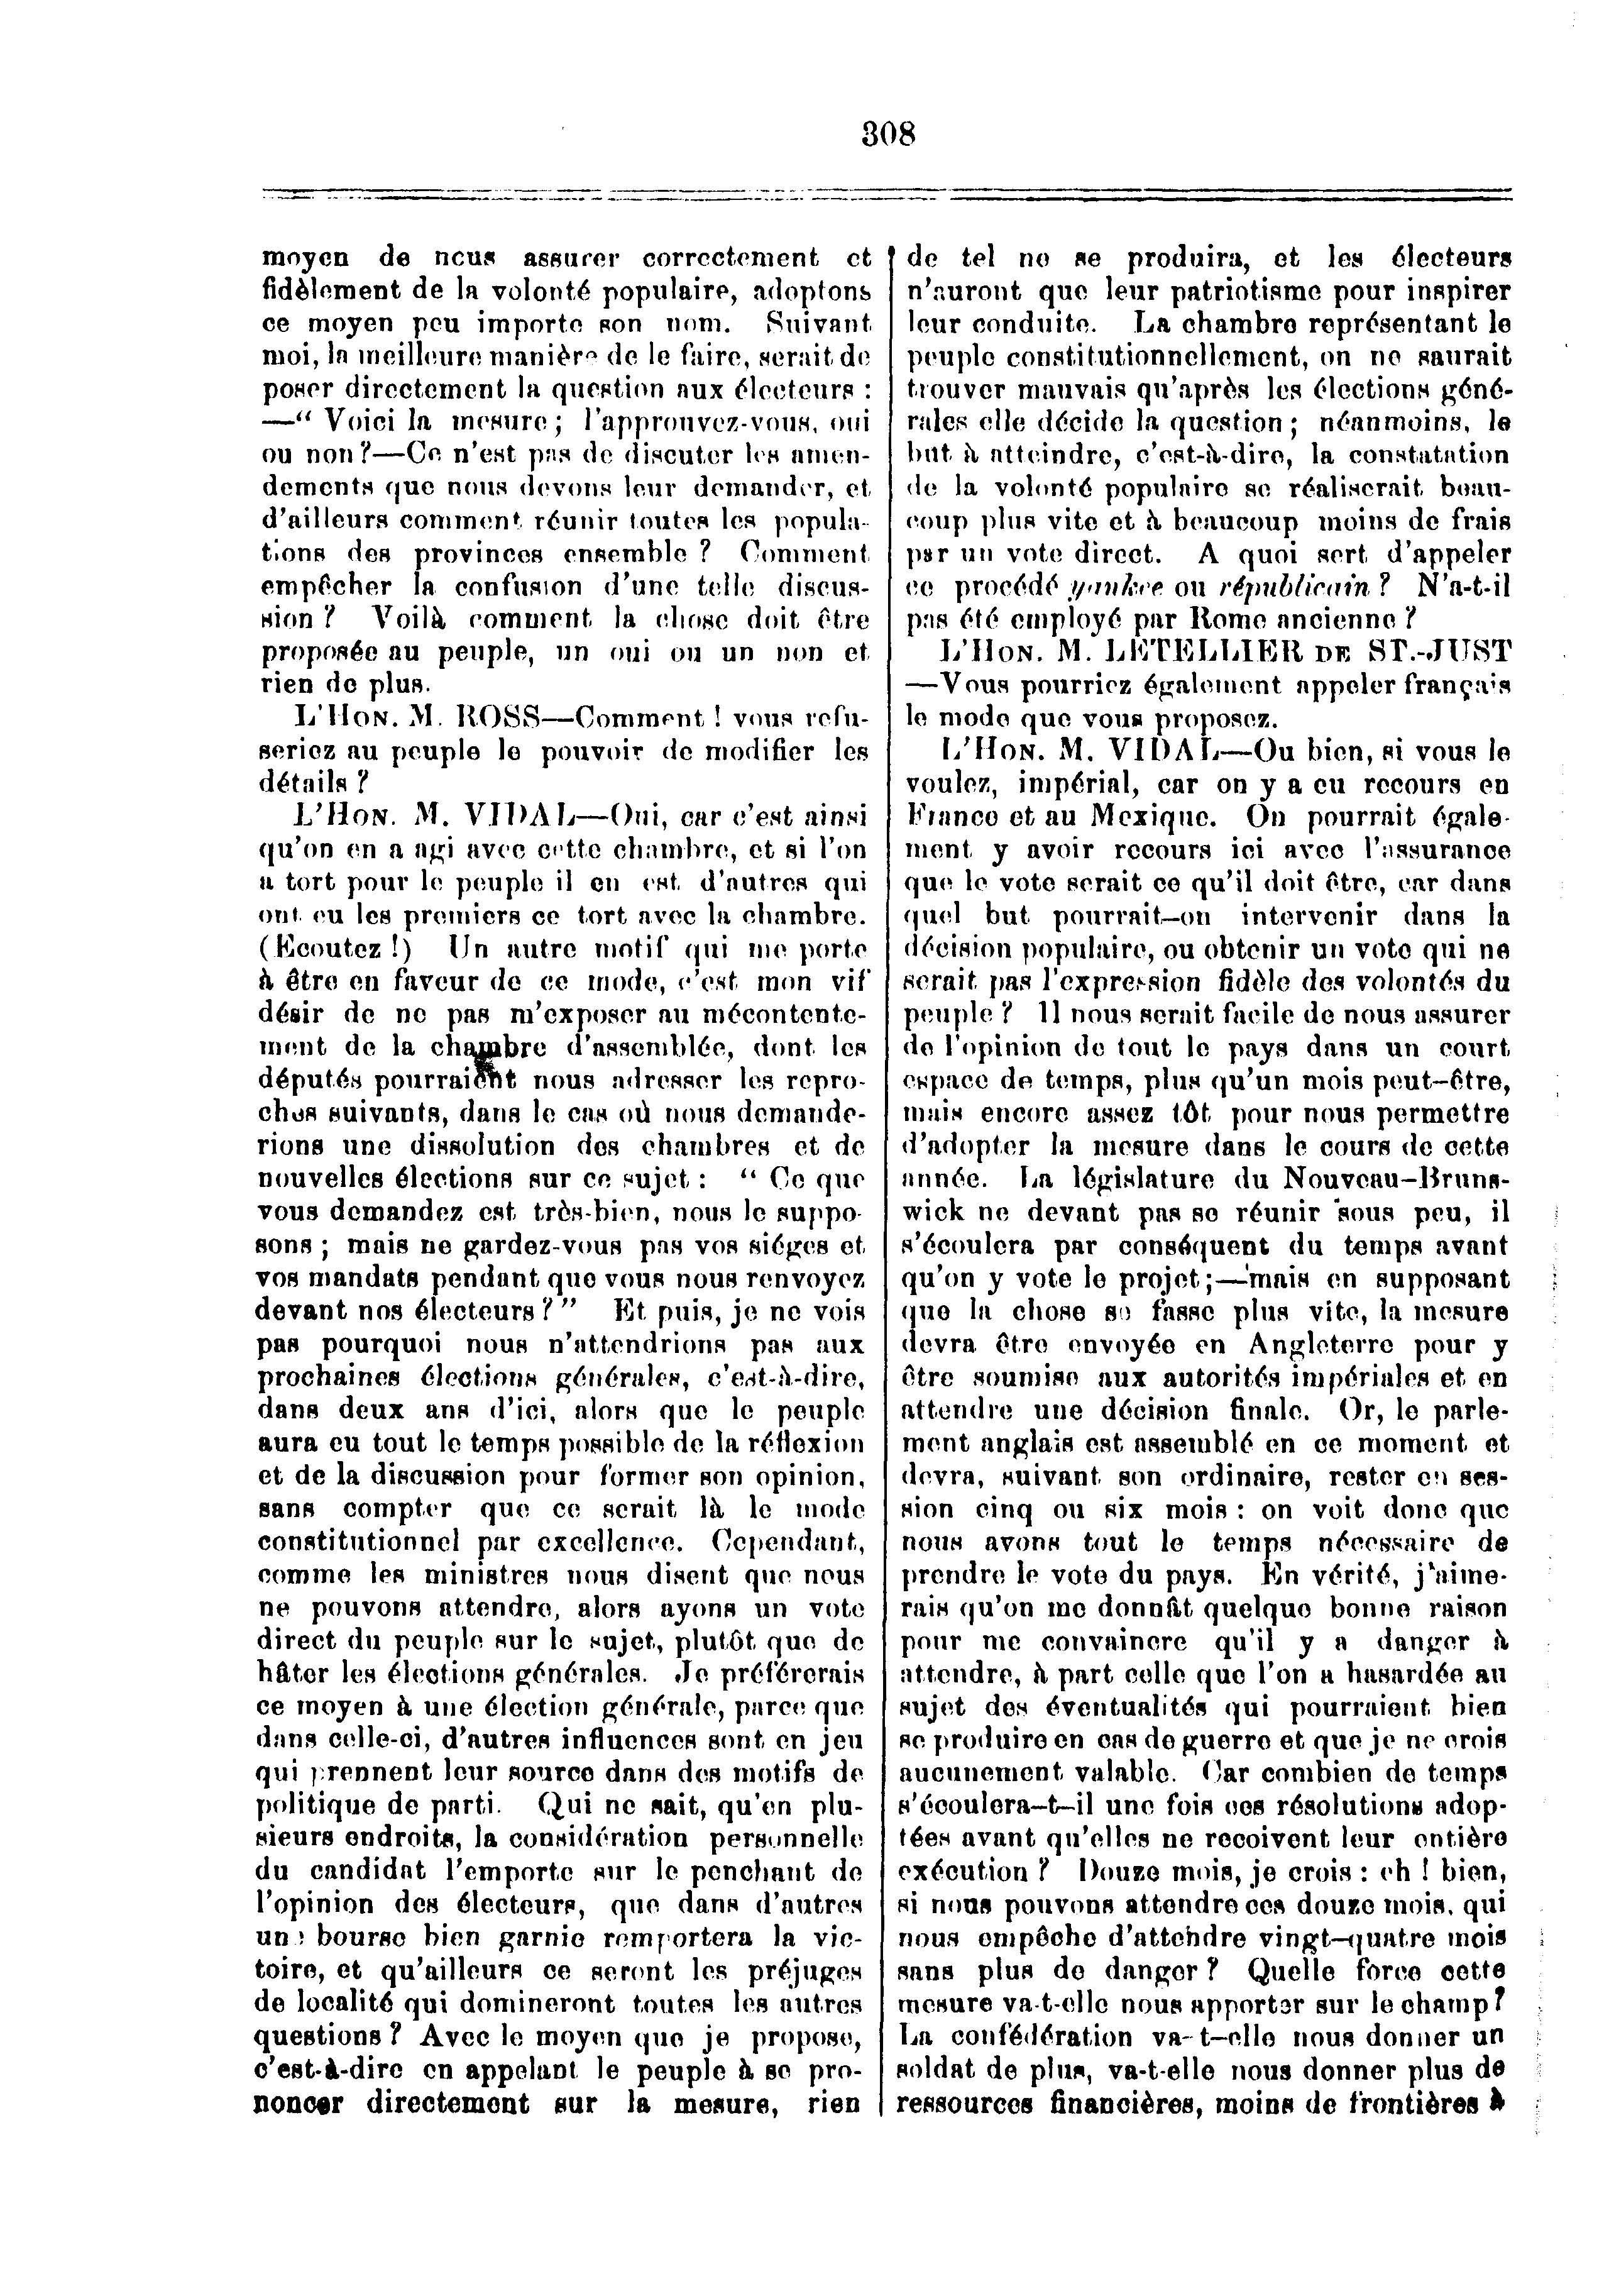 308
moyen de nous assurer correctement et
fidèlement de la volonté populaire, adoptons
ce moyen peu importe son nom. Suivant
moi, la meilleure manière de le faire, serait de
poser directement la question aux électeurs :
—“ Voici la mesure ; l'approuvez-vous, oui
ou non ?—Ce n'est pas de discuter les amen-
dements que nous devons leur demander, et
d'ailleurs comment réunir toutes les popula-
tions des provinces ensemble ? Comment
empêcher la confusion d'une telle discus-
sion ? Voilà comment la chose doit être
proposée au peuple, un oui ou un non et
rien de plus.
L'HON. M. ROSS—Comment ! vous refu-
seriez au peuple le pouvoir de modifier les
détails ?
L'HON. M. VIDAL—Oui, car c'est ainsi
qu'on en a agi avec cette chambre, et si l'on
a tort pour le peuple il en est d'autres qui
ont eu les premiers ce tort avec la chambre.
(Ecoutez !) Un autre motif qui me porte
à être en faveur de ce mode, c'est mon vif
désir de ne pas m'exposer au mécontente-
ment de la chambre d'assemblée, dont les
députés pourraient nous adresser les repro-
ches suivants, dans le cas où nous demande-
rions une dissolution des chambres et de
nouvelles élections sur ce sujet : “ Ce que
vous demandez est très-bien, nous le suppo-
sons ; mais ne gardez-vous pas vos siéges et
vos mandats pendant que vous nous renvoyez
devant nos électeurs ? ” Et puis, je ne vois
pas pourquoi nous n'attendrions pas aux
prochaines élections générales, c'est-à-dire,
dans deux ans d'ici, alors que le peuple
aura eu tout le temps possible de la réflexion
et de la discussion pour former son opinion,
sans compter que ce serait là le mode
constitutionnel par excellence. Cependant,
comme les ministres nous disent que nous
ne pouvons attendre, alors ayons un vote
direct du peuple sur le sujet, plutôt que de
hâter les élections générales. Je préférerais
ce moyen à une élection générale, parce que
dans celle-ci, d'autres influences sont en jeu
qui prennent leur source dans des motifs de
politique de parti. Qui ne sait, qu'en plu-
sieurs endroits, la considération personnelle
du candidat l'emporte sur le penchant de
l'opinion des électeurs, que dans d'autres
une bourse bien garnie remportera la vic-
toire, et qu'ailleurs ce seront les préjuges
de localité qui domineront toutes les autres
questions ? Avec le moyen que je propose,
c'est-à-dire en appelant le peuple à se pro-
noncer directement sur la mesure, rien
de tel ne se produira, et les électeurs
n'auront que leur patriotisme pour inspirer
leur conduite. La chambre représentant le
peuple constitutionnellement, on ne saurait
trouver mauvais qu'après les élections géné-
rales elle décide la question ; néanmoins, le
but à atteindre, c'est-à-dire, la constatation
de la volonté populaire se réaliserait beau-
coup plus vite et à beaucoup moins de frais
par un vote direct. A quoi sert d'appeler
ce procédé yankee ou républicain ? N'a-t-il
pas été employé par Rome ancienne ?
L'HON. M. LETELLIER DE ST.-JUST
—Vous pourriez également appeler français
le mode que vous proposez.
L'HON. M. VIDAL—Ou bien, si vous le
voulez, impérial, car on y a eu recours en
France et au Mexique. On pourrait égale-
ment y avoir recours ici avec l'assurance
que le vote serait ce qu'il doit être, car dans
quel but pourrait-on intervenir dans la
décision populaire, ou obtenir un vote qui ne
serait pas l'expression fidèle des volontés du
peuple ? Il nous serait facile de nous assurer
de l'opinion de tout le pays dans un court
espace de temps, plus qu'un mois peut-être,
mais encore assez tôt pour nous permettre
d'adopter la mesure dans le cours de cette
année. La législature du Nouveau-Bruns-
wick ne devant pas se réunir sous peu, il
s'écoulera par conséquent du temps avant
qu'on y vote le projet ;—mais en supposant
que la chose se fasse plus vite, la mesure
devra être envoyée en Angleterre pour y
être soumise aux autorités impériales et en
attendre une décision finale. Or, le parle-
ment anglais est assemblé en ce moment et
devra, suivant son ordinaire, rester en ses-
sion cinq ou six mois : on voit donc que
nous avons tout le temps nécessaire de
prendre le vote du pays. En vérité, j'aime-
rais qu'on me donnât quelque bonne raison
pour me convaincre qu'il y a danger à
attendre, à part celle que l'on a hasardée au
sujet des éventualités qui pourraient bien
se produire en cas de guerre et que je ne crois
aucunement valable. Car combien de temps
s'écoulera-t-il une fois ces résolutions adop-
tées avant qu'elles ne recoivent leur entière
exécution ? Douze mois, je crois : eh ! bien,
si nous pouvons attendre ces douze mois, qui
nous empêche d'attendre vingt-quatre mois
sans plus de danger ? Quelle force cette
mesure va-t-elle nous apporter sur le champ ?
La confédération va-t-elle nous donner un
soldat de plus, va-t-elle nous donner plus de
ressources financières, moins de frontières à